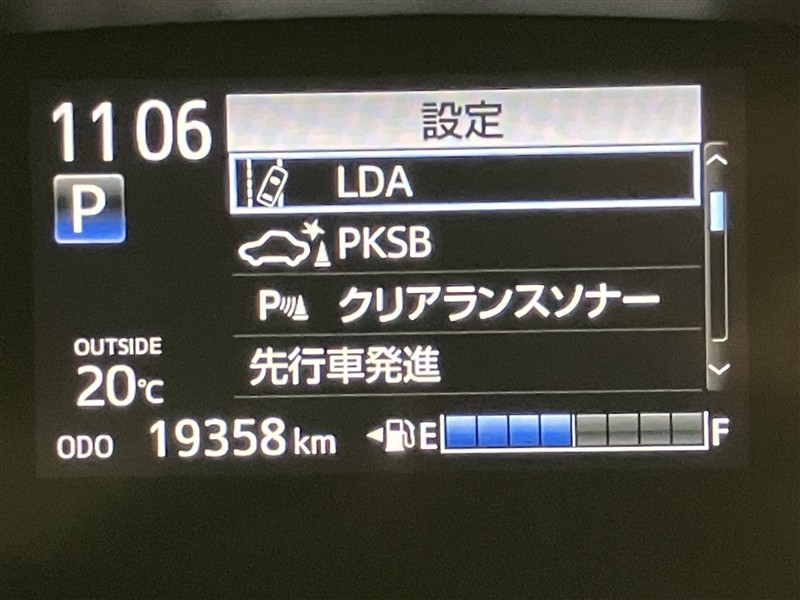 11 06
設定
P
LDA
PKSB
P クリアランスソナー
先行車発進
OUTSIDE
20℃
ODO 19358 km
E F